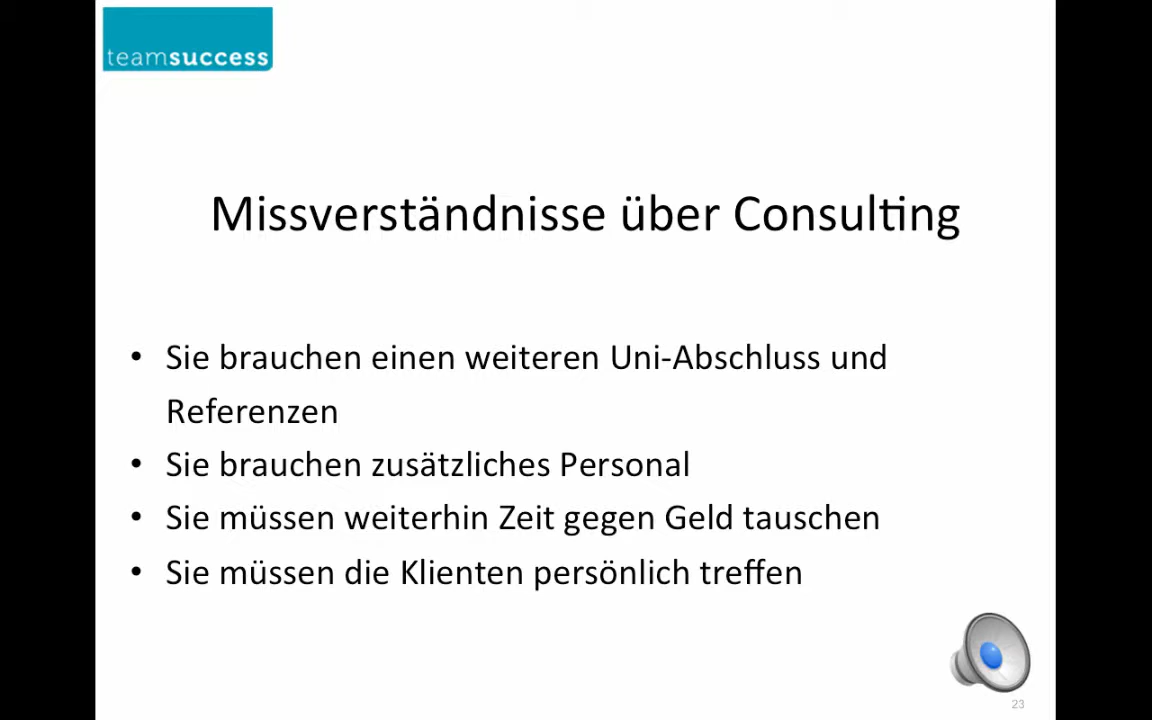 teamsuccess
Missverständnisse über Consulting
• Sie brauchen einen weiteren Uni-Abschluss und
Referenzen
• Sie brauchen zusätzliches Personal
• Sie müssen weiterhin Zeit gegen Geld tauschen
• Sie müssen die Klienten persönlich treffen
23